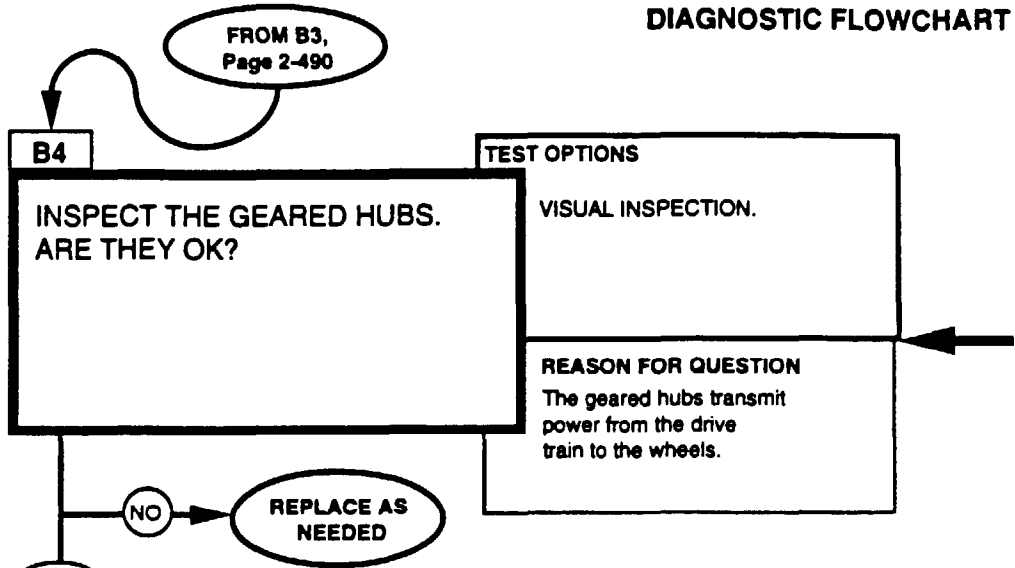 DIAGNOSTIC FLOWCHART
FROM B3,
Page 2-490
B4
INSPECT THE GEARED HUBS.
ARE THEY OK?
TEST OPTIONS
VISUAL INSPECTION.
REASON FOR QUESTION
The geared hubs transmit
power from the drive
train to the wheels.
NO
REPLACE AS
NEEDED